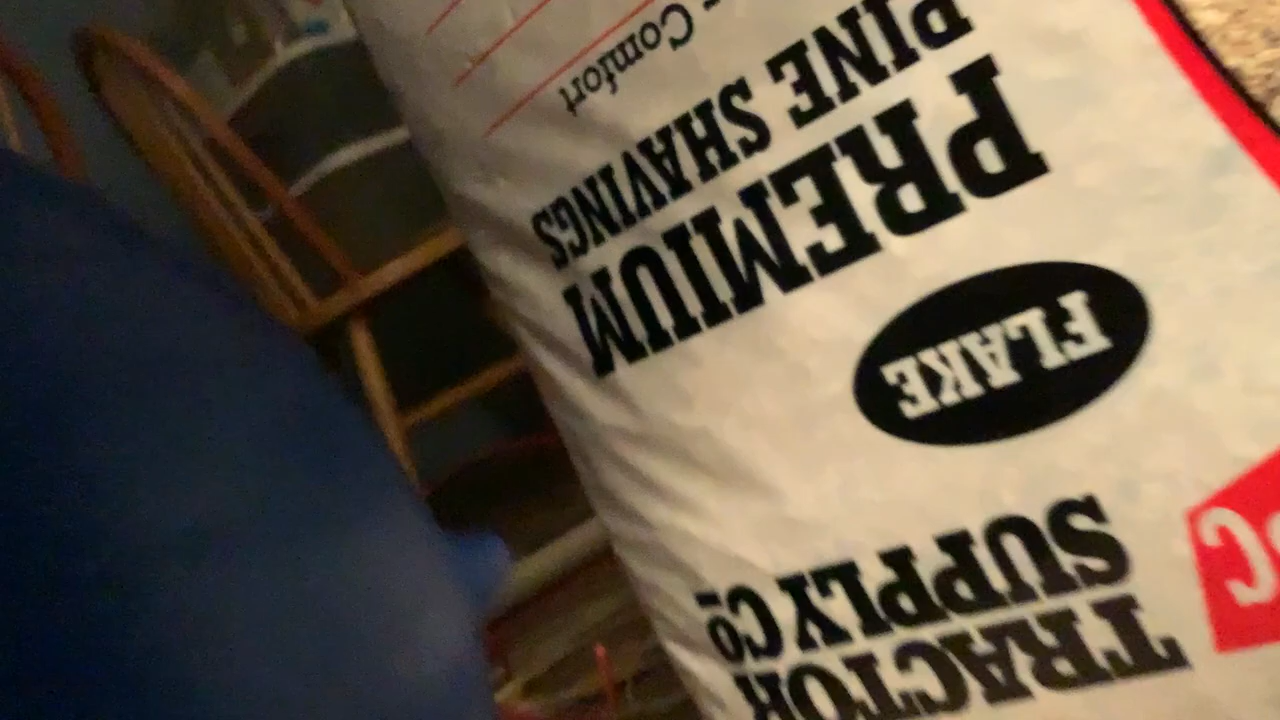 TRACTOR
SUPPLY Cº
FLAKE
PREMIUM
PINE SHAVINGS
Comfort